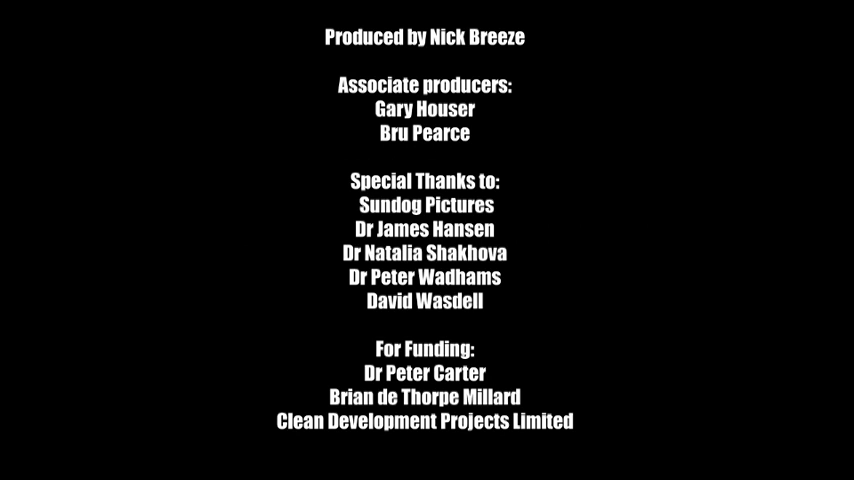 Produced by Nick Breeze
Associate producers:
Gary Houser
Bru Pearce
Special Thanks to:
Sundog Pictures
Dr James Hansen
Dr Natalia Shakhova
Dr Peter Wadhams
David Wasdell
For Funding:
Dr Peter Carter
Brian de Thorpe Millard
Clean Development Projects Limited